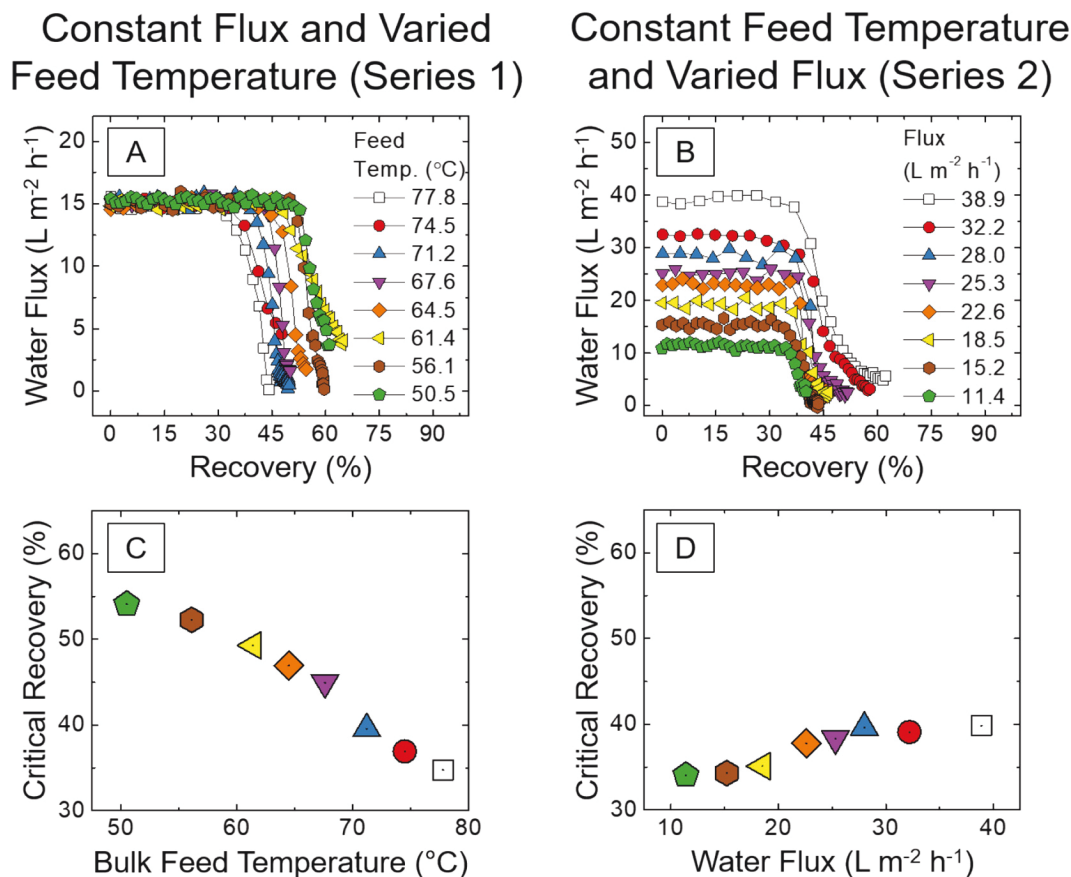 Constant Flux and Varied
Feed Temperature (Series 1)
Constant Feed Temperature
and Varied Flux (Series 2)
A
Feed
Temp. (°C)
77.8
74.5
71.2
67.6
64.5
61.4
56.1
50.5
20
15
10
5
0
Water Flux (L m⁻² h⁻¹)
0 15 30 45 60 75 90
Recovery (%)
B
Flux
(L m⁻² h⁻¹)
38.9
32.2
28.0
25.3
22.6
18.5
15.2
11.4
50
40
30
20
10
0
Water Flux (L m⁻² h⁻¹)
0 15 30 45 60 75 90
Recovery (%)
C
60
50
40
30
Critical Recovery (%)
50 60 70 80
Bulk Feed Temperature (°C)
D
60
50
40
30
Critical Recovery (%)
10 20 30 40
Water Flux (L m⁻² h⁻¹)